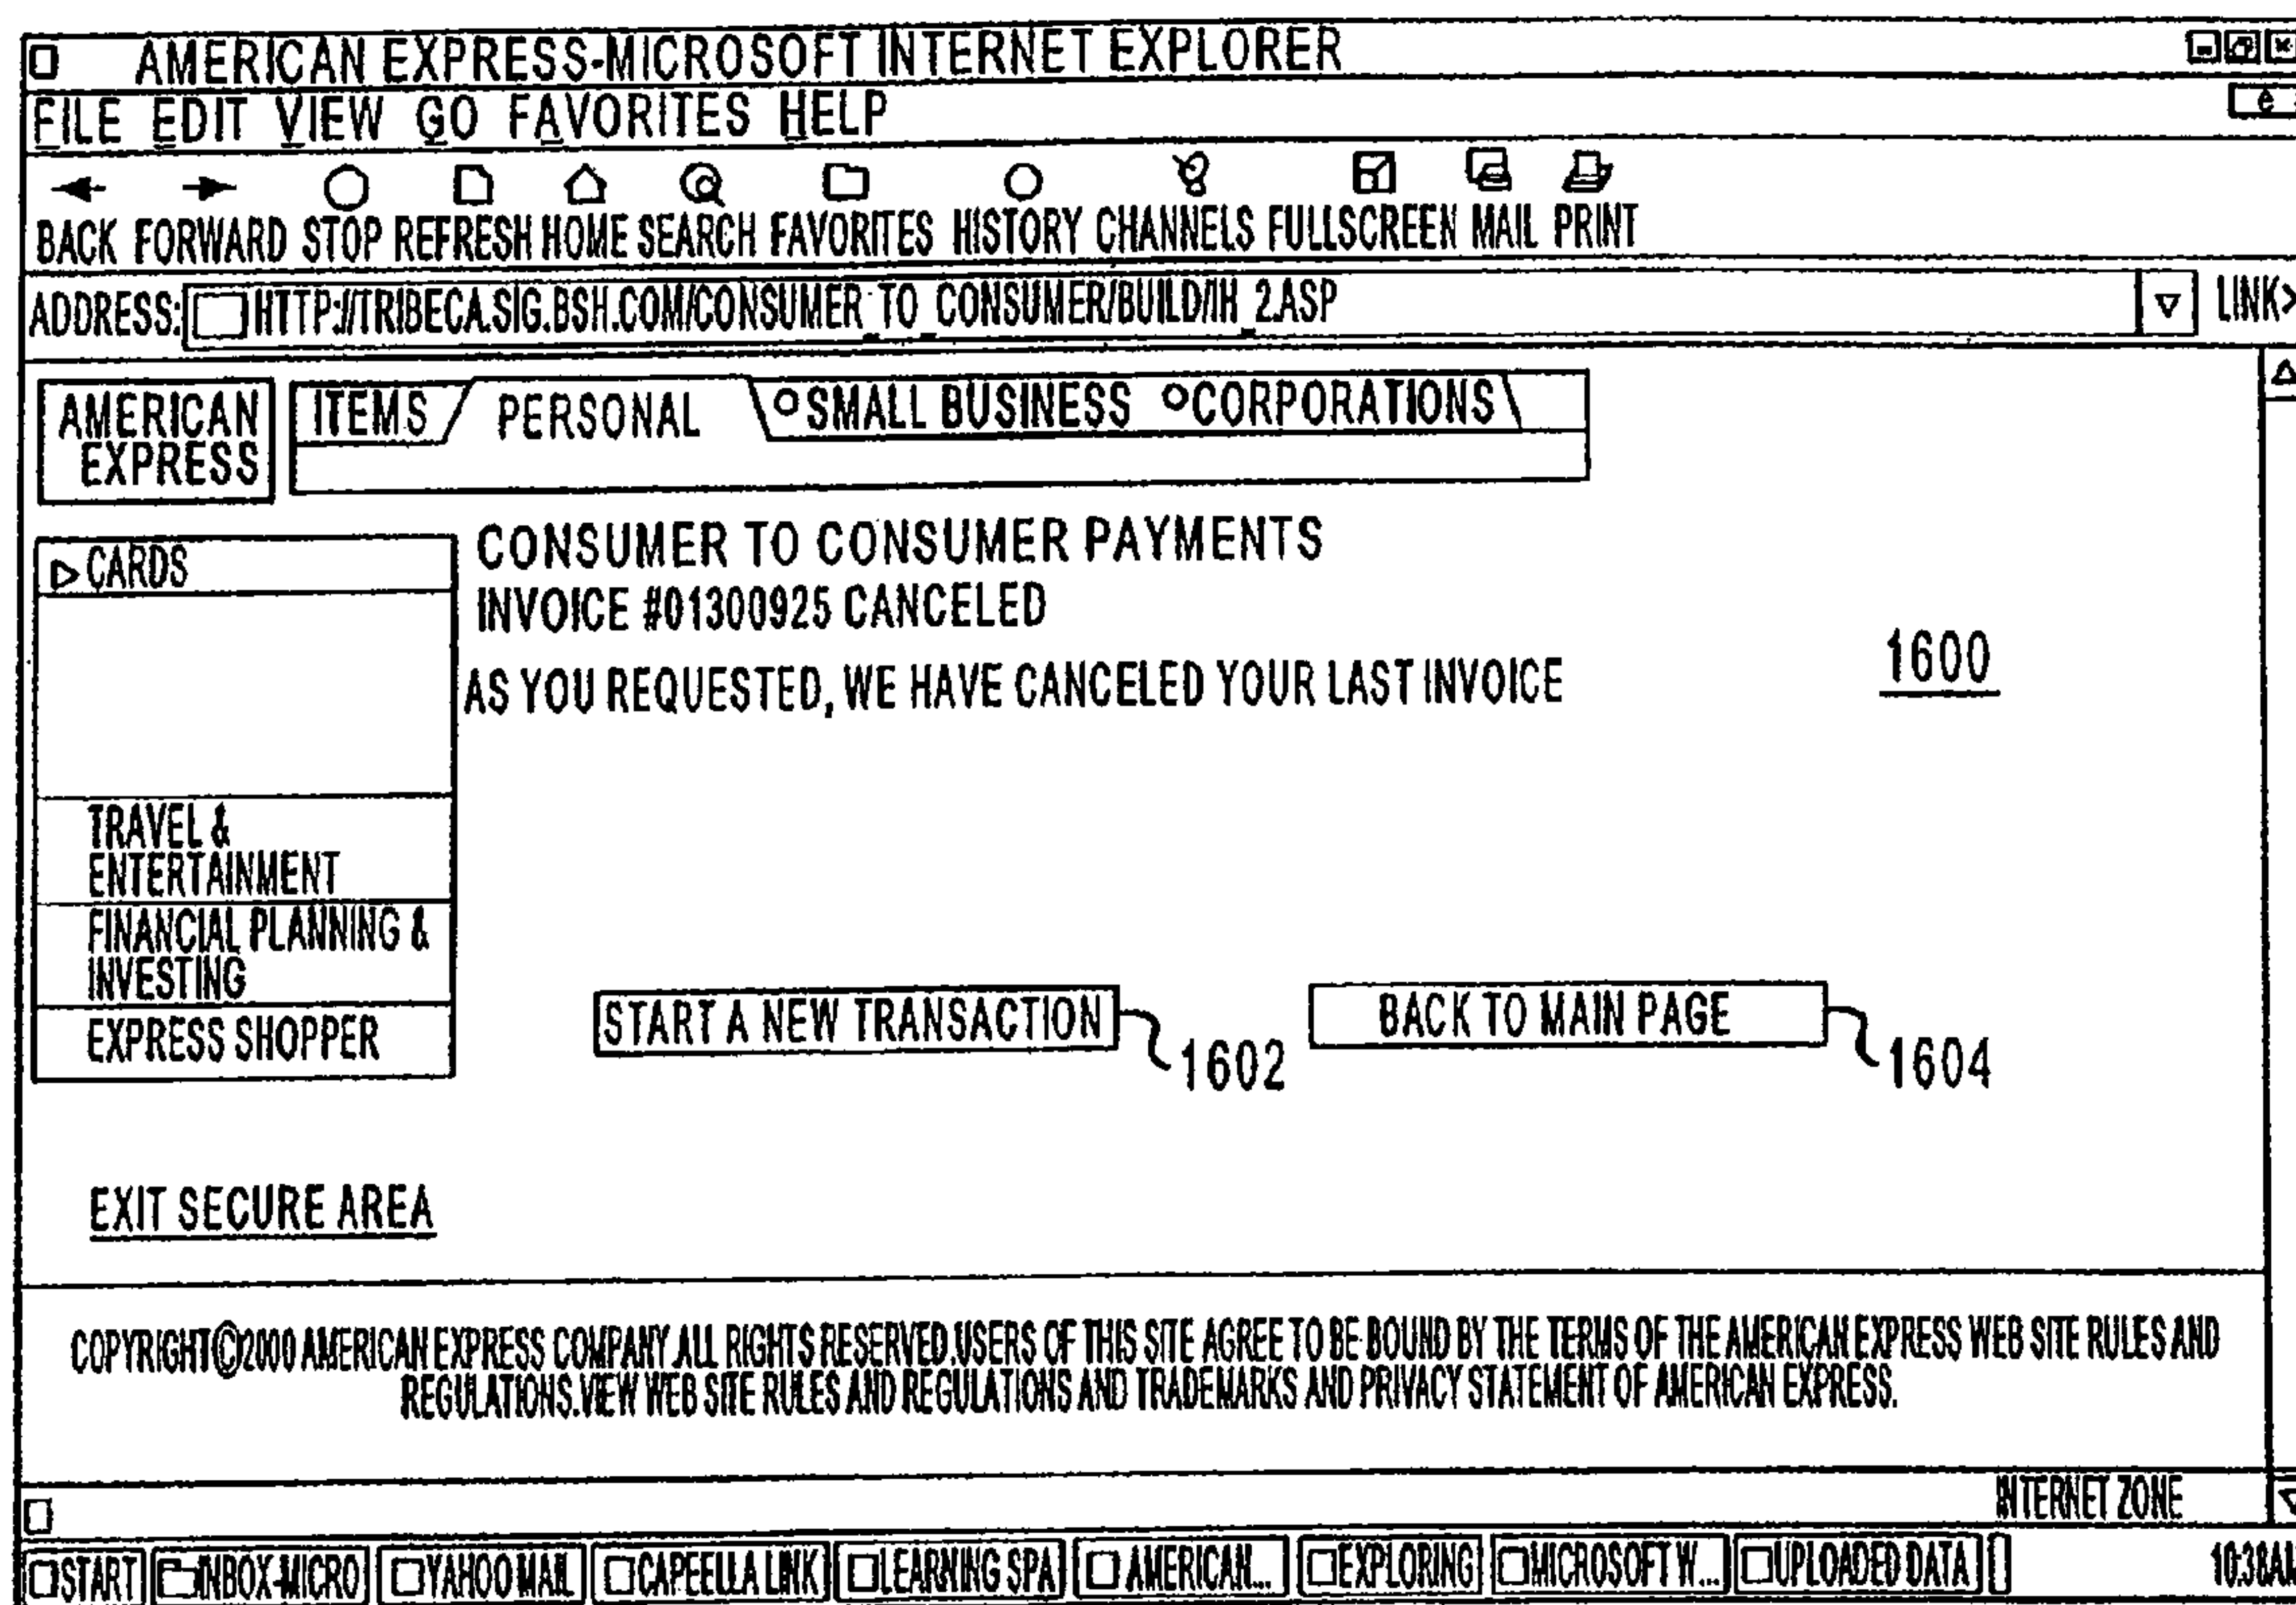 AMERICAN EXPRESS-MICROSOFT INTERNET EXPLORER
FILE EDIT VIEW GO FAVORITES HELP
e
BACK FORWARD STOP REFRESH HOME SEARCH FAVORITES HISTORY CHANNELS FULLSCREEN MAIL PRINT
ADDRESS: HTTP://TRIBECA.SIG.BSH.COM/CONSUMER_TO_CONSUMER/BUILD/IH_2.ASP LINK>
AMERICAN
EXPRESS
ITEMS PERSONAL SMALL BUSINESS CORPORATIONS
CARDS
TRAVEL &
ENTERTAINMENT
FINANCIAL PLANNING &
INVESTING
EXPRESS SHOPPER
EXIT SECURE AREA
CONSUMER TO CONSUMER PAYMENTS
INVOICE #01300925 CANCELED
AS YOU REQUESTED, WE HAVE CANCELED YOUR LAST INVOICE
1600
START A NEW TRANSACTION 1602
BACK TO MAIN PAGE 1604
COPYRIGHT©2000 AMERICAN EXPRESS COMPANY.ALL RIGHTS RESERVED.USERS OF THIS SITE AGREE TO BE BOUND BY THE TERMS OF THE AMERICAN EXPRESS WEB SITE RULES AND
REGULATIONS.VIEW WEB SITE RULES AND REGULATIONS AND TRADEMARKS AND PRIVACY STATEMENT OF AMERICAN EXPRESS.
INTERNET ZONE
START INBOX-MICRO YAHOO MAIL CAPEELLA LINK LEARNING SPA AMERICAN... EXPLORING MICROSOFT W... UPLOADED DATA 10:38AM